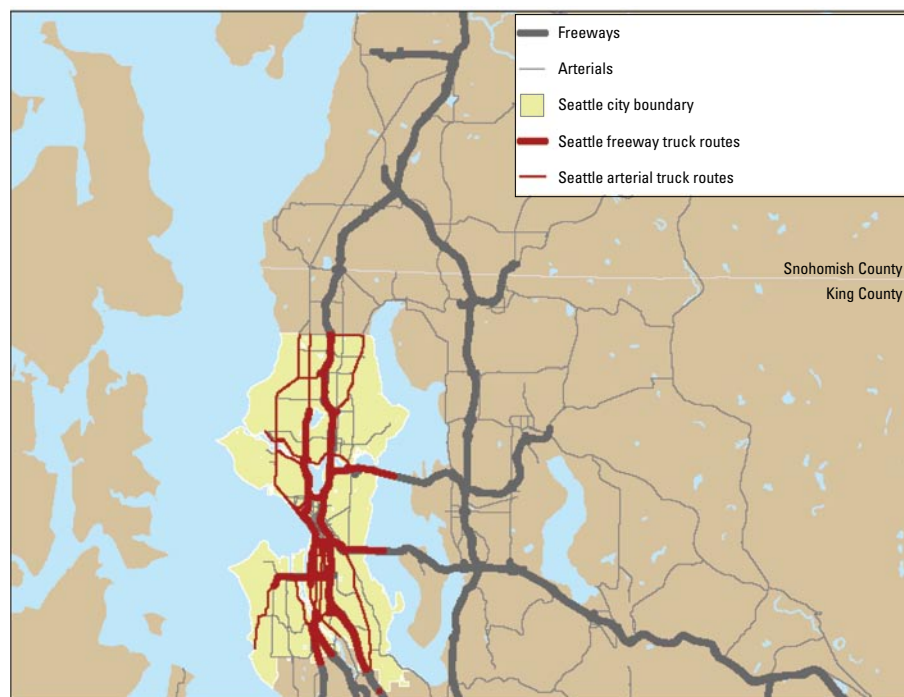 Freeways
Arterials
Seattle city boundary
Seattle freeway truck routes
Seattle arterial truck routes
Snohomish County
King County